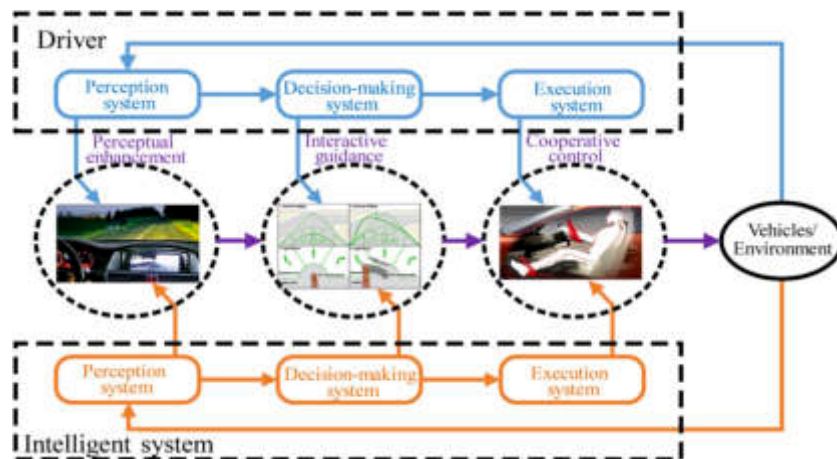 Driver
Perception
system
Decision-making
system
Execution
system
Perceptual
enhancement
Interactive
guidance
Cooperative
control
Vehicles/
Environment
Perception
system
Decision-making
system
Execution
system
Intelligent system